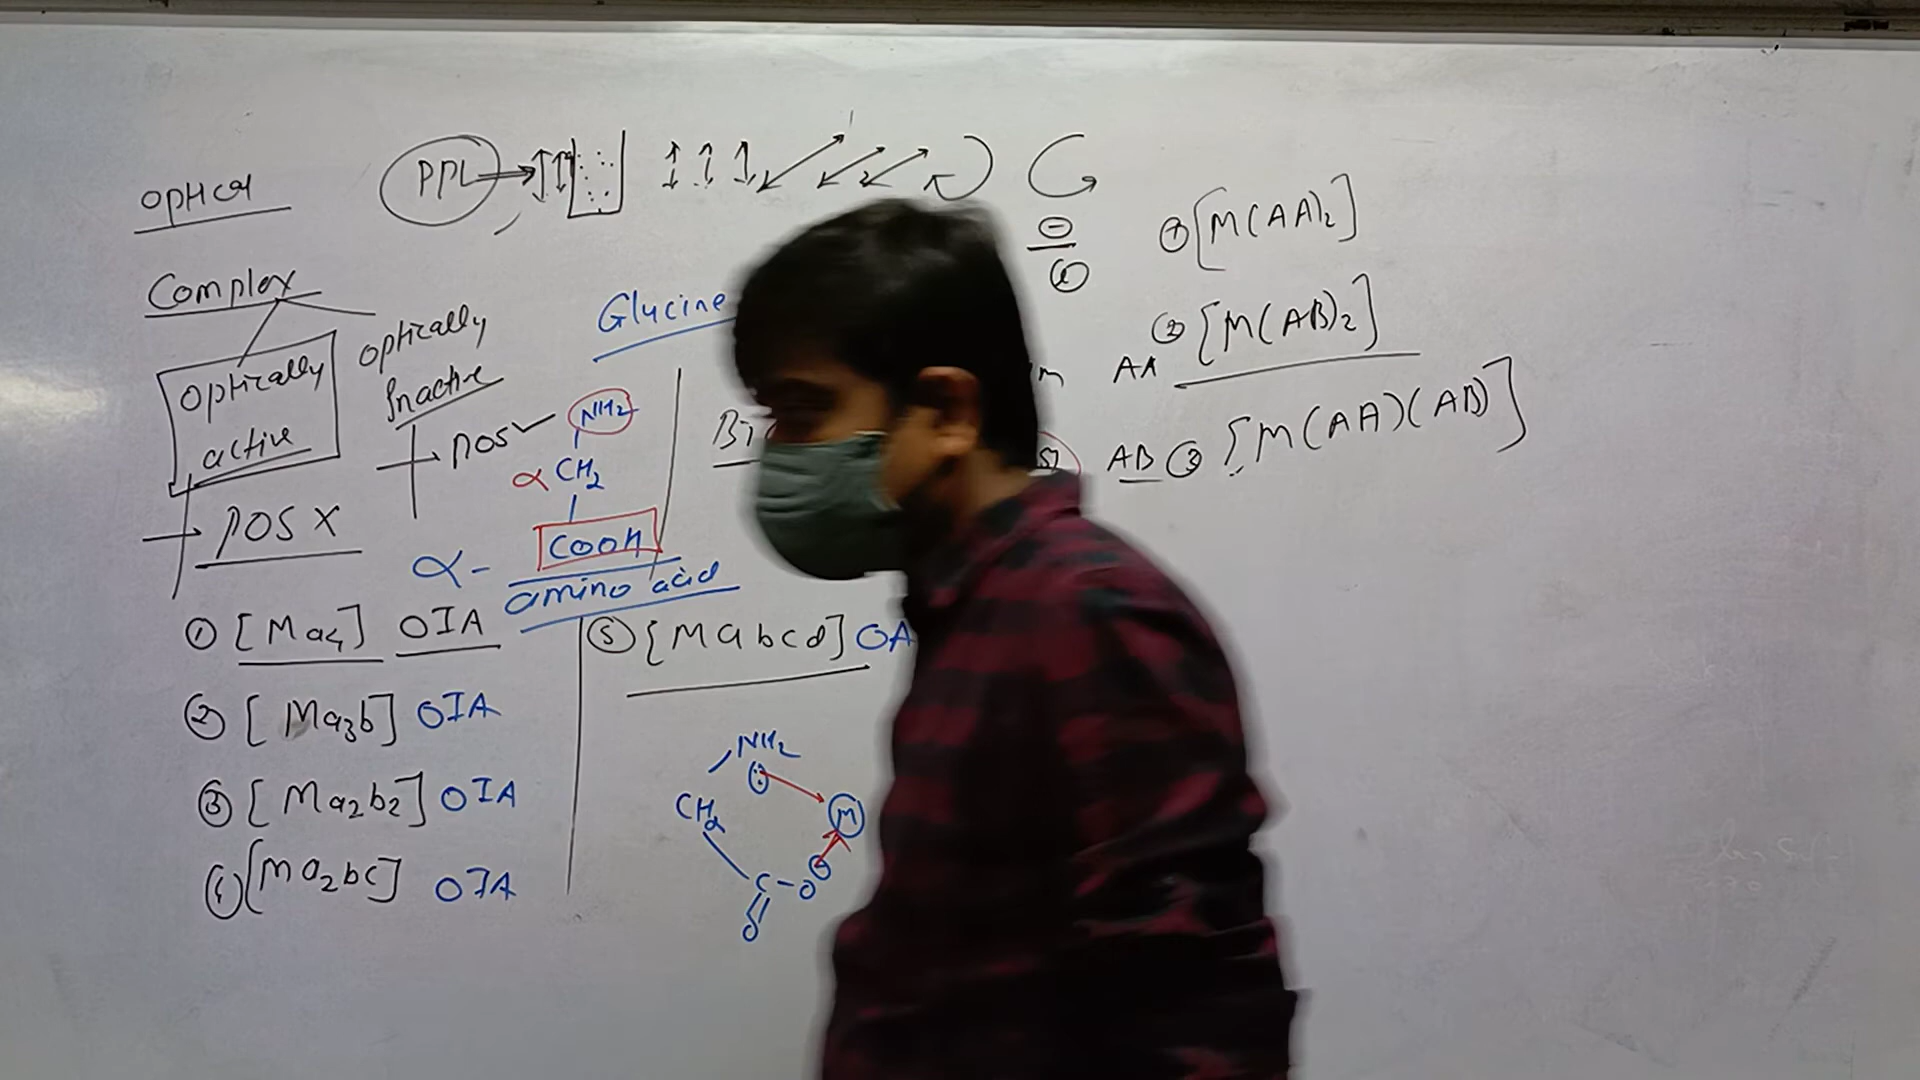 optical
PPL
⊖
(l)
① [M(AA)2]
Complex
optically active
optically Inactive
POS X
POS ✓
Glycine
NH2
α CH2
COOH
α- amino acid
② [M(AB)2]
AA
AB ③ [M(AA)(AB)]
① [Ma4] OIA
② [Ma3b] OIA
③ [Ma2b2] OIA
④ [Ma2bc] OIA
⑤ [Mabcd] OA
NH2
CH2
M
C-O⊖
O